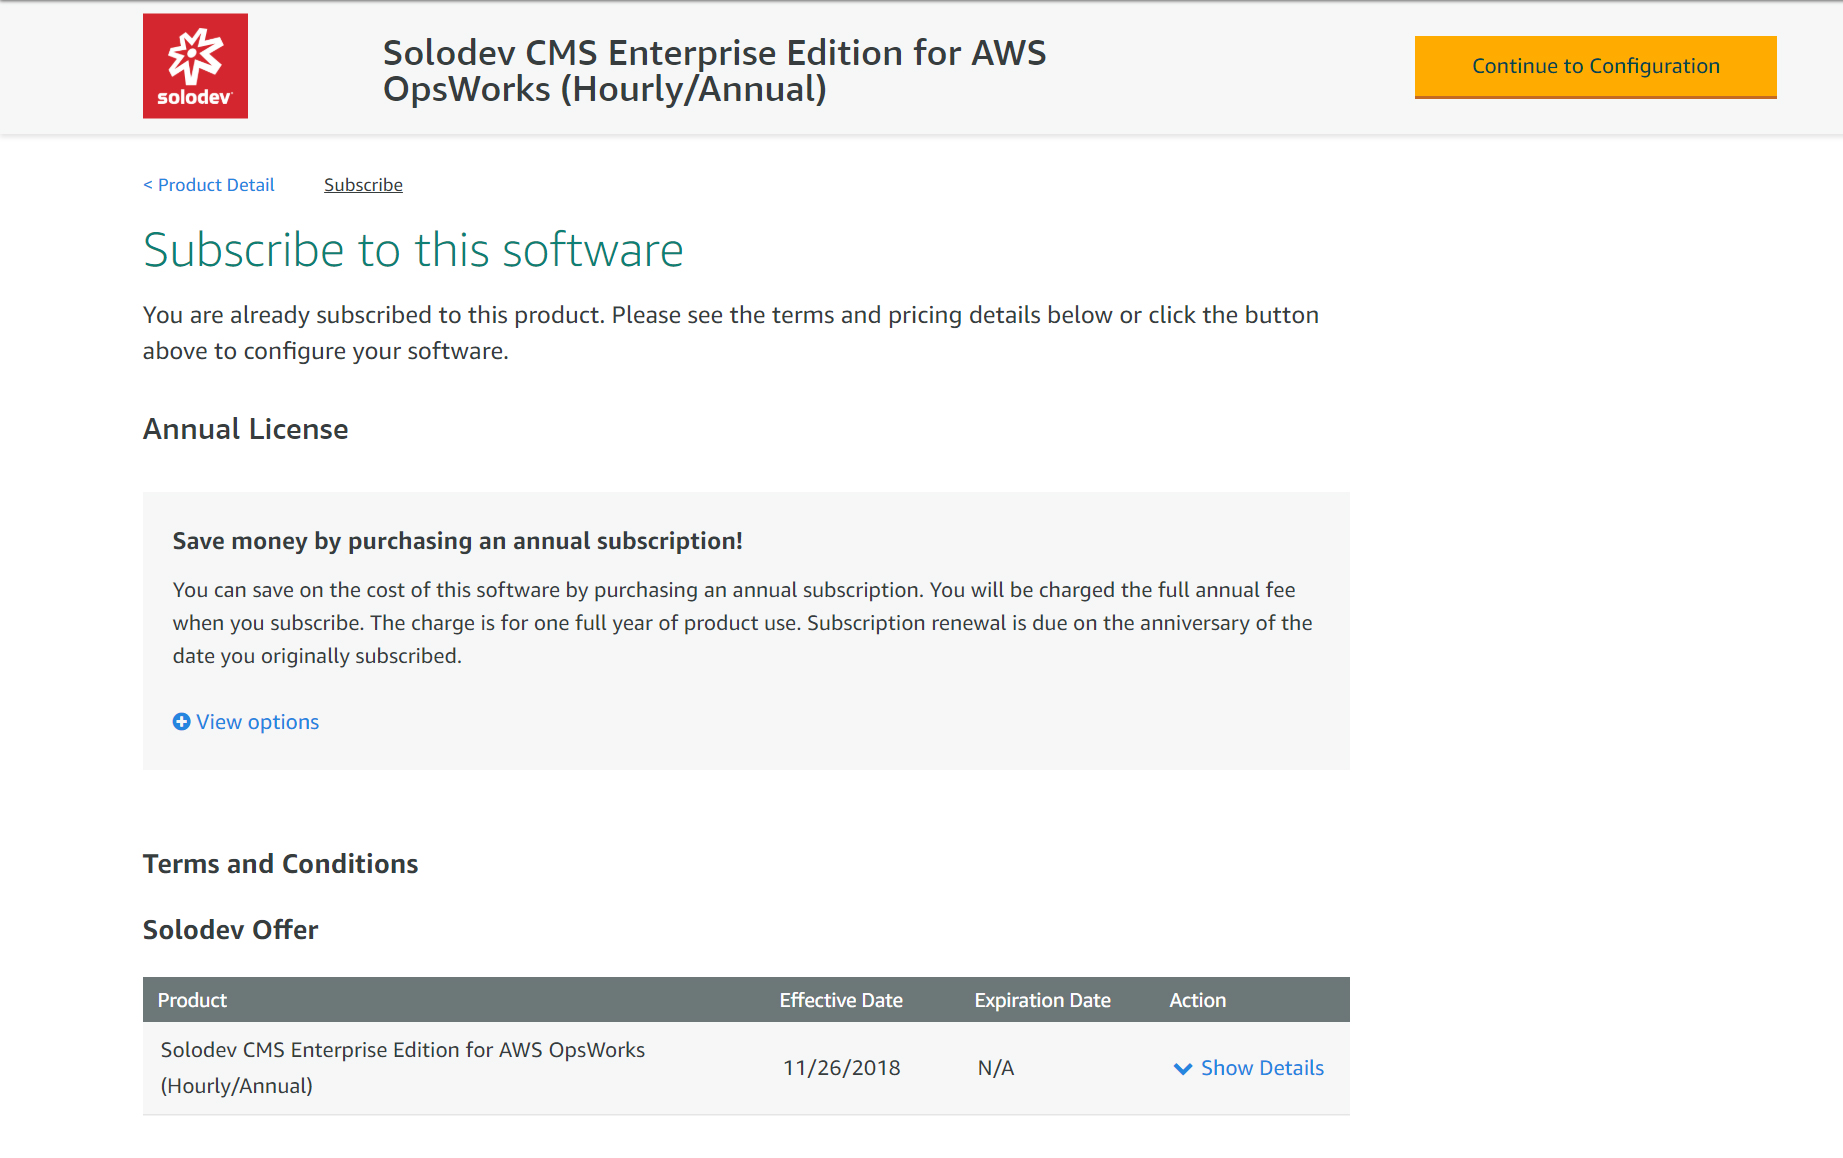 solodev
Solodev CMS Enterprise Edition for AWS
OpsWorks (Hourly/Annual)
Continue to Configuration
< Product Detail
Subscribe
Subscribe to this software
You are already subscribed to this product. Please see the terms and pricing details below or click the button
above to configure your software.
Annual License
Save money by purchasing an annual subscription!
You can save on the cost of this software by purchasing an annual subscription. You will be charged the full annual fee
when you subscribe. The charge is for one full year of product use. Subscription renewal is due on the anniversary of the
date you originally subscribed.
View options
Terms and Conditions
Solodev Offer
Product Effective Date Expiration Date Action
Solodev CMS Enterprise Edition for AWS OpsWorks
(Hourly/Annual)
11/26/2018 N/A Show Details